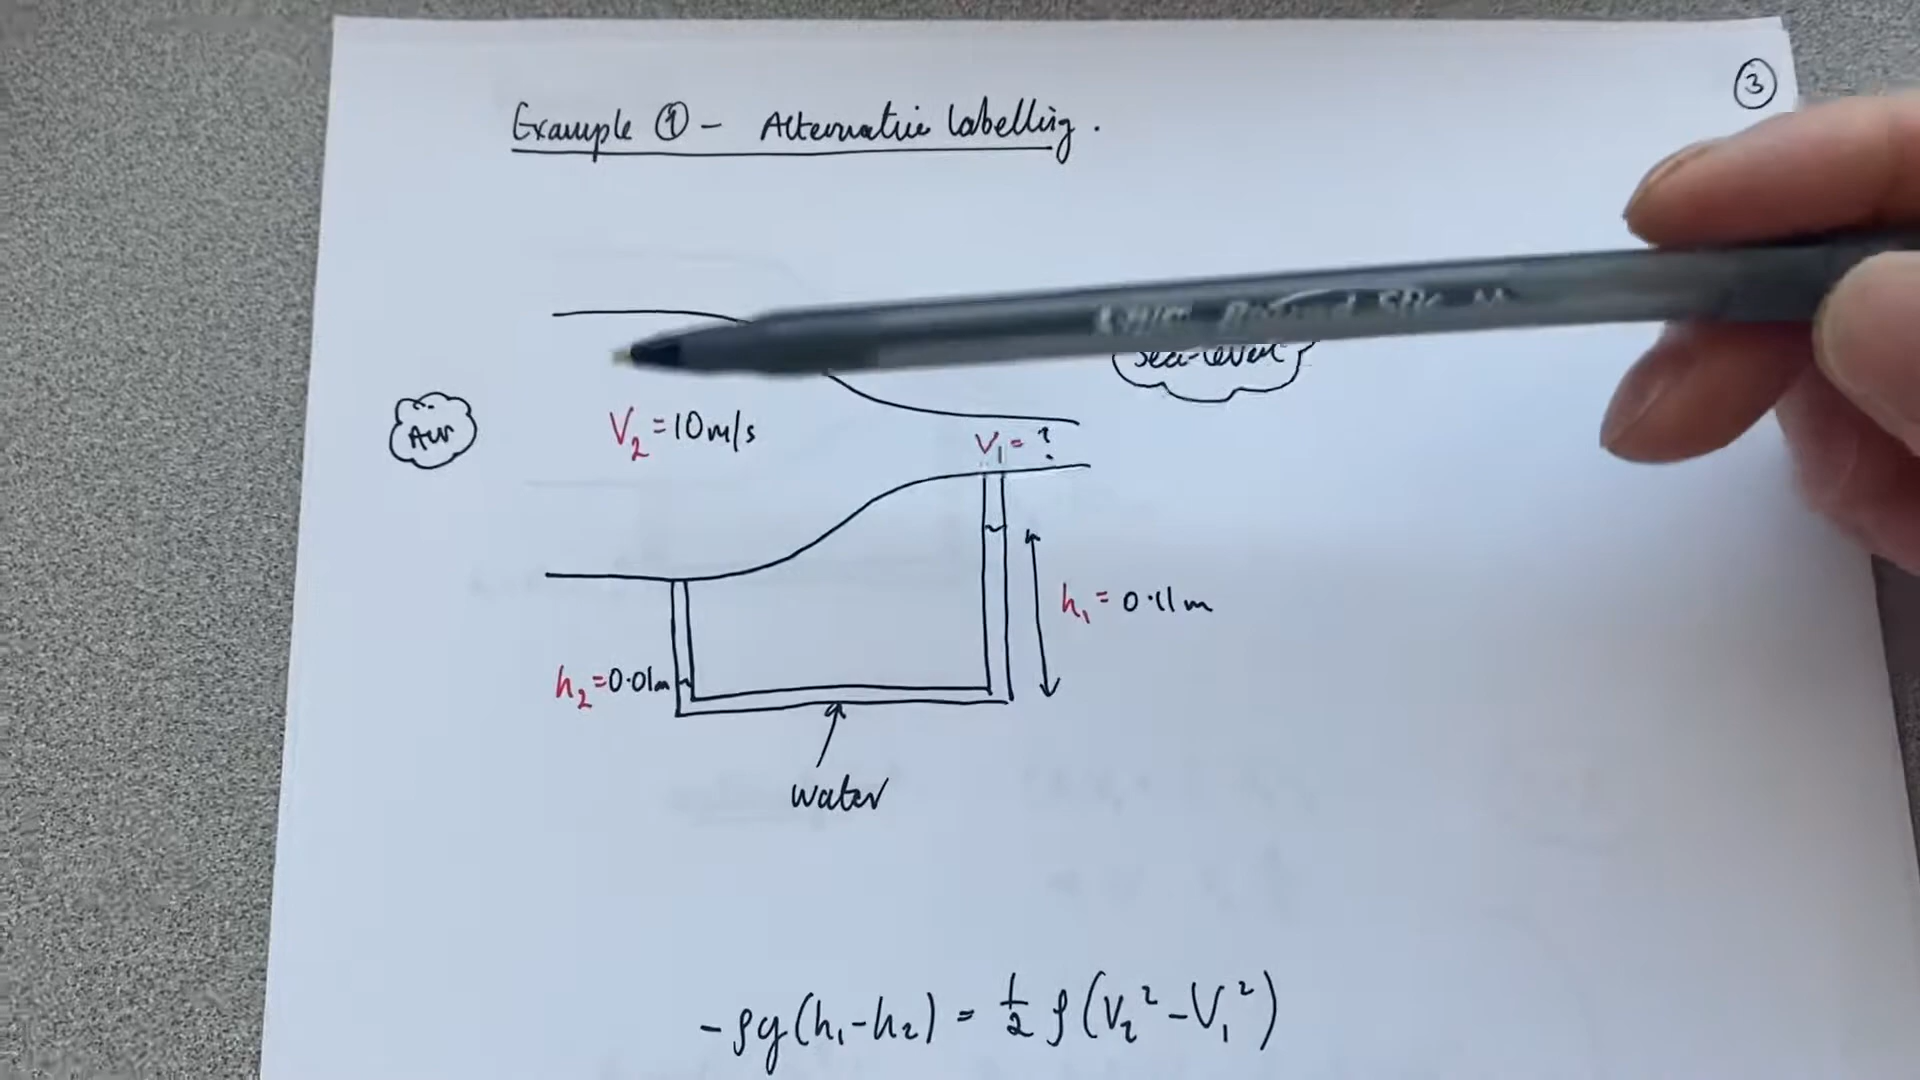 3
Example ① - Alternative labelling.
sea-level
Air
V₂ = 10m/s
V₁ = ?
h₁ = 0.11m
h₂ = 0.01m
water
-ρg(h₁-h₂) = ½ρ(V₂² - V₁²)